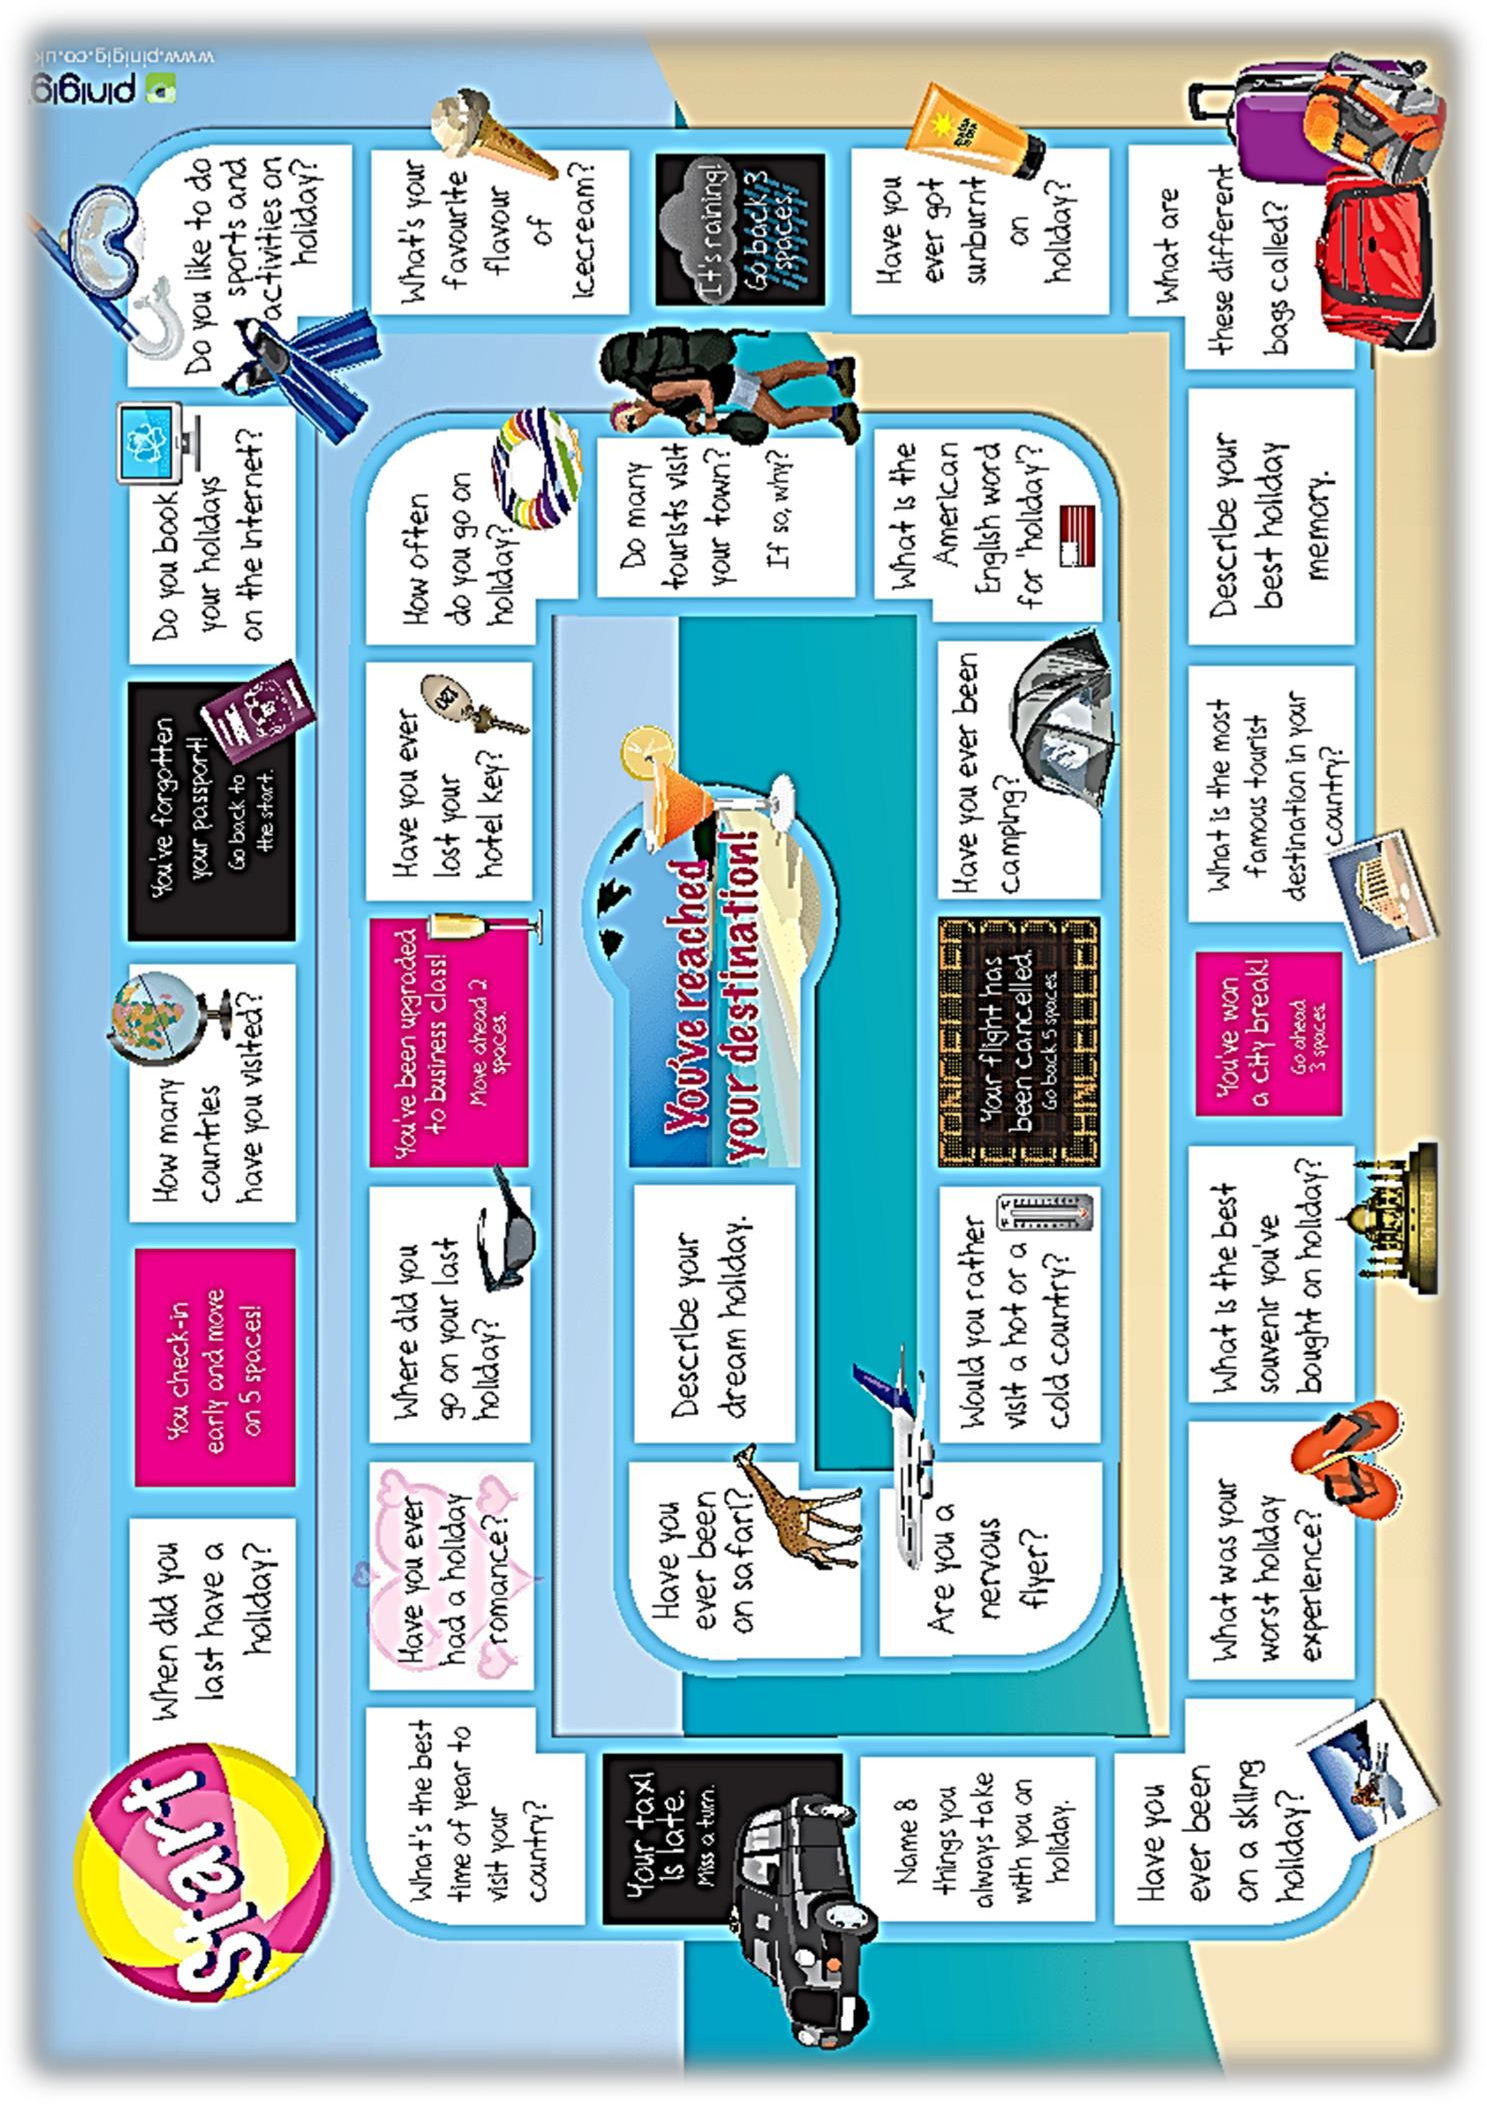 Start
When did you
last have a
holiday?
You check-in
early and move
on 5 spaces!
How many
countries
have you visited?
You've forgotten
your passport!
Go back to
the start.
Do you book
your holidays
on the internet?
Do you like to do
sports and
activities on
holiday?
What's your
favourite
flavour
of
icecream?
It's raining!
Go back 3
spaces.
Have you
ever got
sunburnt
on
holiday?
What are
these different
bags called?
Describe your
best holiday
memory.
What is the most
famous tourist
destination in your
country?
You've won
a city break!
Go ahead
3 spaces.
What is the best
souvenir you've
bought on holiday?
What was your
worst holiday
experience?
Have you
ever been
on a skiing
holiday?
Name 8
things you
always take
with you on
holiday.
Your taxi
is late.
Miss a turn.
What's the best
time of year to
visit your
country?
Have you ever
had a holiday
romance?
Where did you
go on your last
holiday?
You've been upgraded
to business class!
Move ahead 2
spaces.
Have you ever
lost your
hotel key?
120
How often
do you go on
holiday?
Do many
tourists visit
your town?
If so, why?
What is the
American
English word
for 'holiday'?
Have you ever been
camping?
Your flight has
been cancelled.
Go back 5 spaces.
Would you rather
visit a hot or a
cold country?
Are you a
nervous
flyer?
Have you
ever been
on safari?
Describe your
dream holiday.
You've reached
your destination!
pinigig
www.pinigig.co.uk